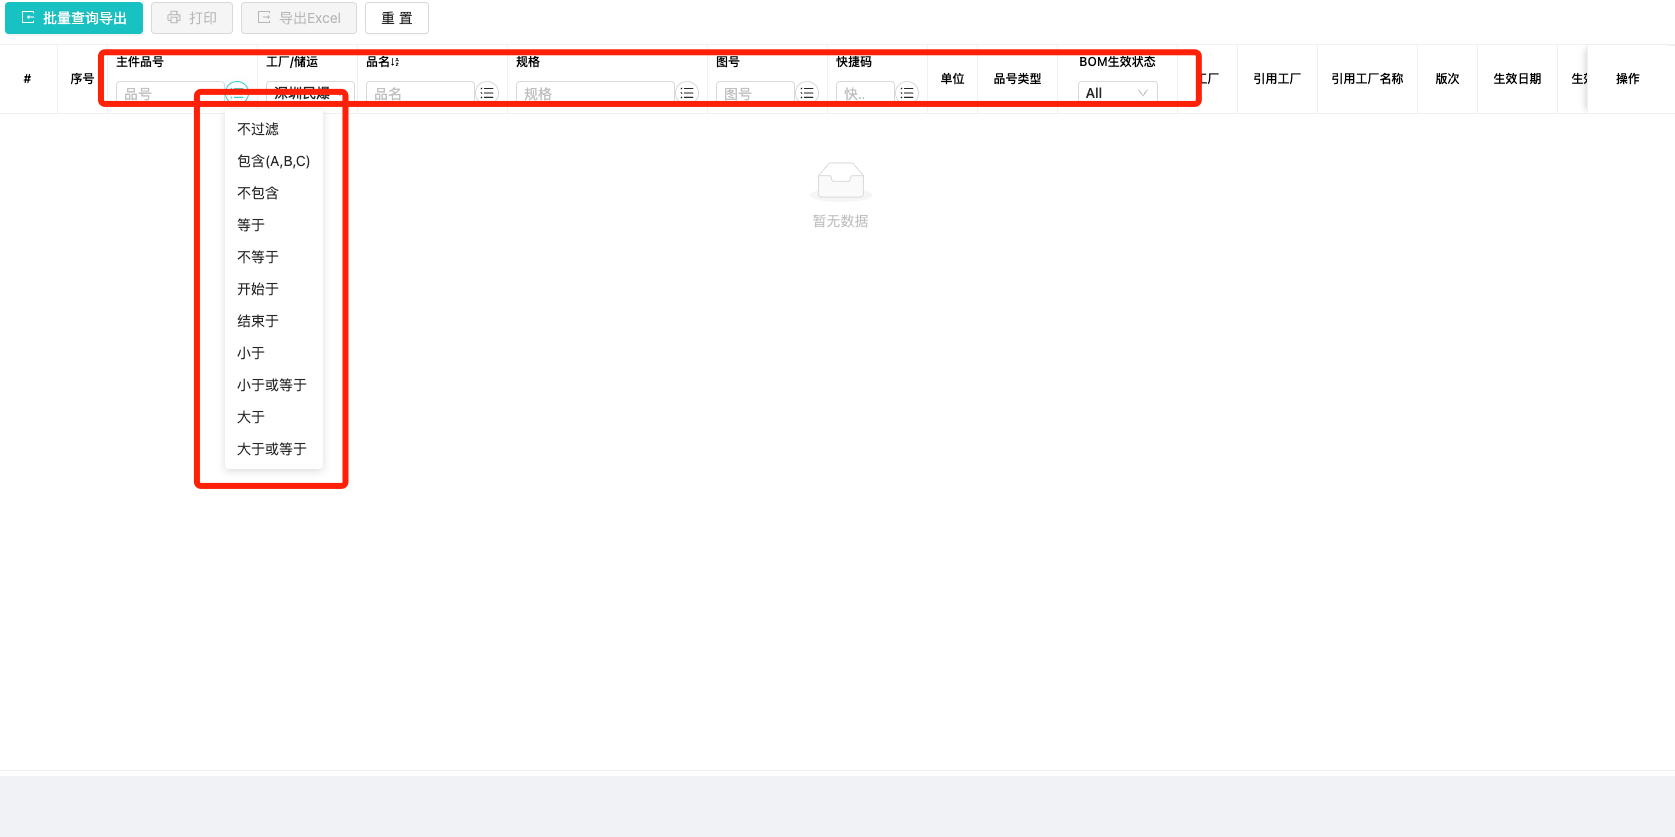 批量查询导出 打印 导出Excel 重 置
# 序号 主件品号 工厂/储运 品名 规格 图号 快捷码 单位 品号类型 BOM生效状态 工厂 引用工厂 引用工厂名称 版次 生效日期 生效 操作
品号 深圳民爆 品名 规格 图号 快.. All
不过滤
包含(A,B,C)
不包含
等于
不等于
开始于
结束于
小于
小于或等于
大于
大于或等于
暂无数据